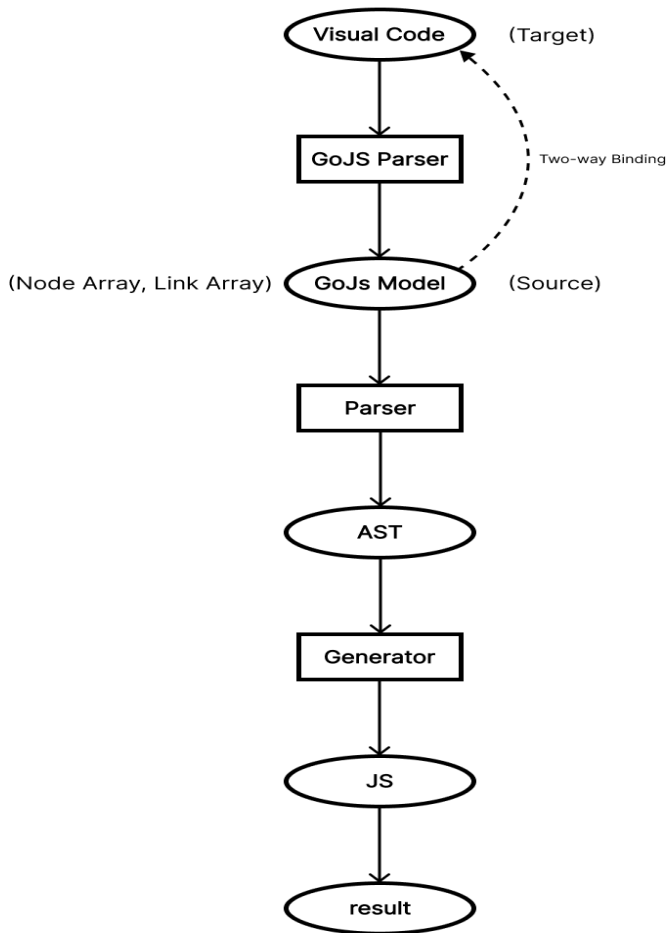 Visual Code (Target)
GoJS Parser
Two-way Binding
(Node Array, Link Array) GoJs Model (Source)
Parser
AST
Generator
JS
result